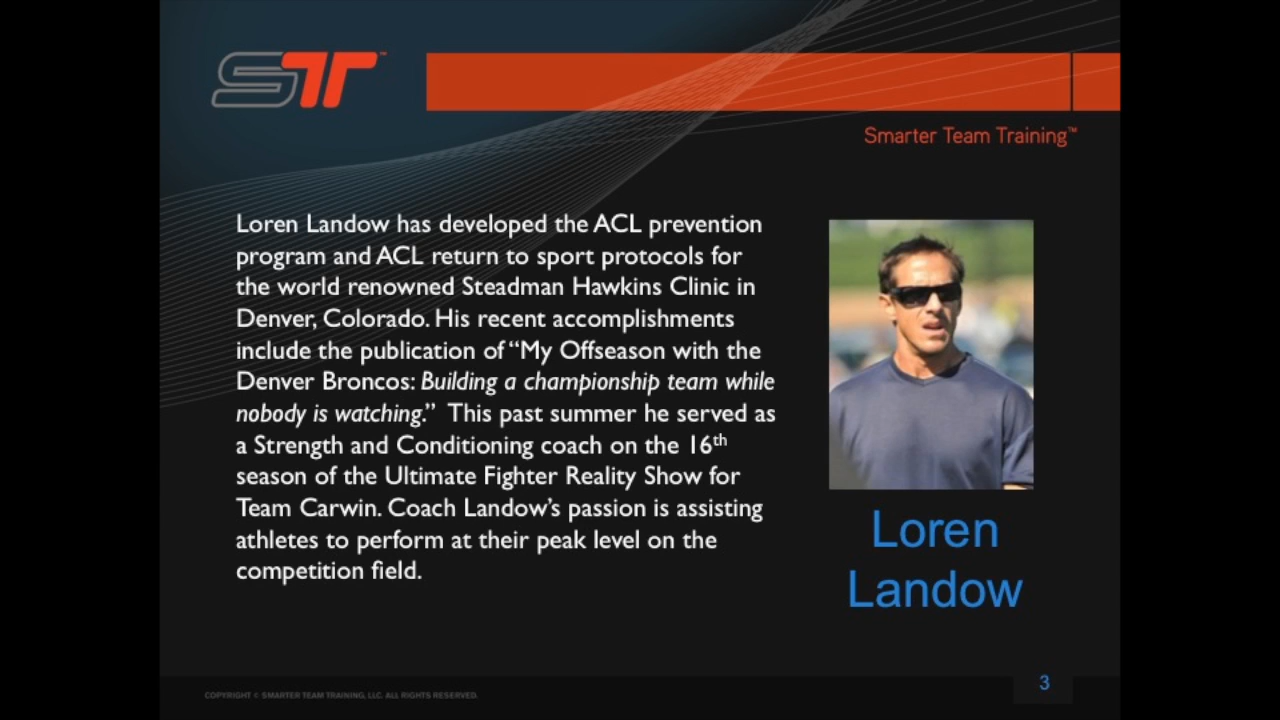 STT™
Smarter Team Training™
Loren Landow has developed the ACL prevention
program and ACL return to sport protocols for
the world renowned Steadman Hawkins Clinic in
Denver, Colorado. His recent accomplishments
include the publication of “My Offseason with the
Denver Broncos: Building a championship team while
nobody is watching.” This past summer he served as
a Strength and Conditioning coach on the 16th
season of the Ultimate Fighter Reality Show for
Team Carwin. Coach Landow’s passion is assisting
athletes to perform at their peak level on the
competition field.
Loren
Landow
COPYRIGHT © SMARTER TEAM TRAINING, LLC. ALL RIGHTS RESERVED.
3